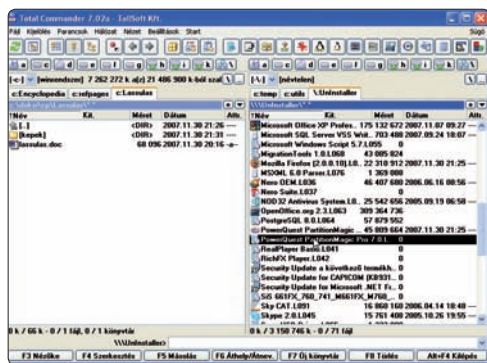 Total Commander 7.02a - TallSoft Kft.
Fájl Kijelölés Parancsok Hálózat Nézet Beállítások Start Súgó
a c d e f g w h i k \
a c d e f g w h i k \
[-c-] [winvendszer] 7 262 272 k a(z) 21 486 900 k-ból szabad \ ..
[-\-] [névtelen] \ ..
c:Encyclopedia c:refpages c:Lassulas
c:temp c:utils \:Uninstaller
\\\Uninstaller\*.*
Név Kit. Méret Dátum Attr.
[..] <DIR> 2007.11.30 21:26 ----
[kepek] <DIR> 2007.11.30 21:31 ----
lassulas.doc 68 096 2007.11.30 20:16 -a--
Név Kit. Méret Dátum Attr.
Microsoft Office XP Profes.. 173 312 672 2007.11.07 09:27 ----
Microsoft SQL Server VSS Writ.. 703 488 2007.09.24 18:07 ----
Microsoft Windows Script 5.7.L055 0
MigrationTools 1.0.L068 43 085 824
Mozilla Firefox (2.0.0.10).L0.. 22 310 912 2007.11.30 21:25 ----
MSXML 6.0 Parser.L076 1 369 088
Nero OEM.L036 46 407 680 2006.06.16 08:56 ----
Nero Suite.L037 0
NOD32 Antivirus System.L0.. 25 542 656 2005.09.19 06:58 ----
OpenOffice.org 2.3.L063 309 364 736
PostgreSQL 8.0.L064 57 879 552
PowerQuest PartitionMagic ... 45 809 664 2007.11.30 21:25 ----
PowerQuest PartitionMagic Pro 7.0.L 0
RealPlayer Basic.L041 0
RichFX Player.L042 0
Security Update a következő termékh.. 0
Security Update for CAPICOM (KB931.. 0
Security Update for Microsoft .NET Fr.. 0
SiS 661FX_760_741_M661FX_M760_.. 0
Sky-CAT.L091 16 860 160 2006.04.14 18:48 ----
Skype 2.0.L045 15 761 408 2005.10.26 19:55 ----
0 k / 66 k - 0 / 1 fájl, 0 / 1 könyvtár
0 k / 3 150 746 k - 0 / 71 fájl
\\\Uninstaller>
F3 Nézőke F4 Szerkesztés F5 Másolás F6 Áthelp/Átnev. F7 Új könyvtár F8 Törlés Alt+F4 Kilépés